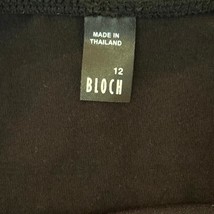 MADE IN
THAILAND
12
BLOCH